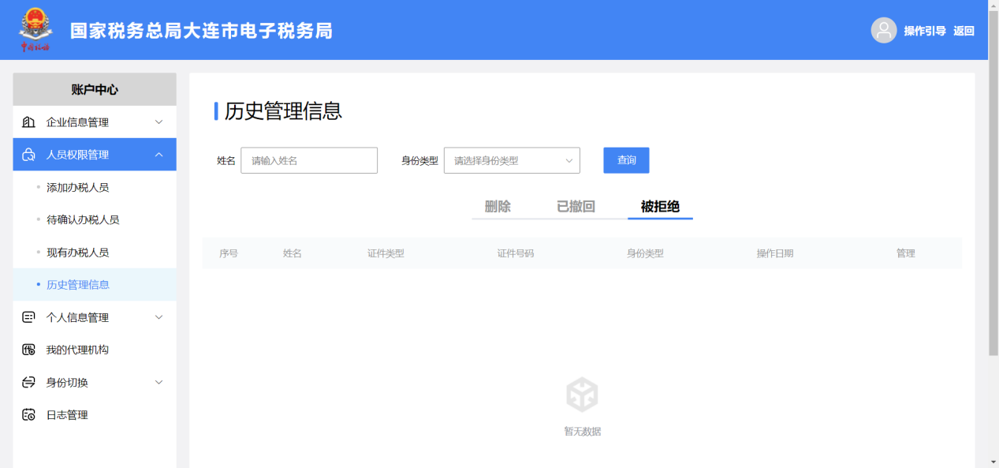 国家税务总局大连市电子税务局
操作引导 返回
中国税务
账户中心
企业信息管理
人员权限管理
添加办税人员
待确认办税人员
现有办税人员
历史管理信息
个人信息管理
我的代理机构
身份切换
日志管理
历史管理信息
姓名 请输入姓名 身份类型 请选择身份类型 查询
删除 已撤回 被拒绝
序号 姓名 证件类型 证件号码 身份类型 操作日期 管理
暂无数据